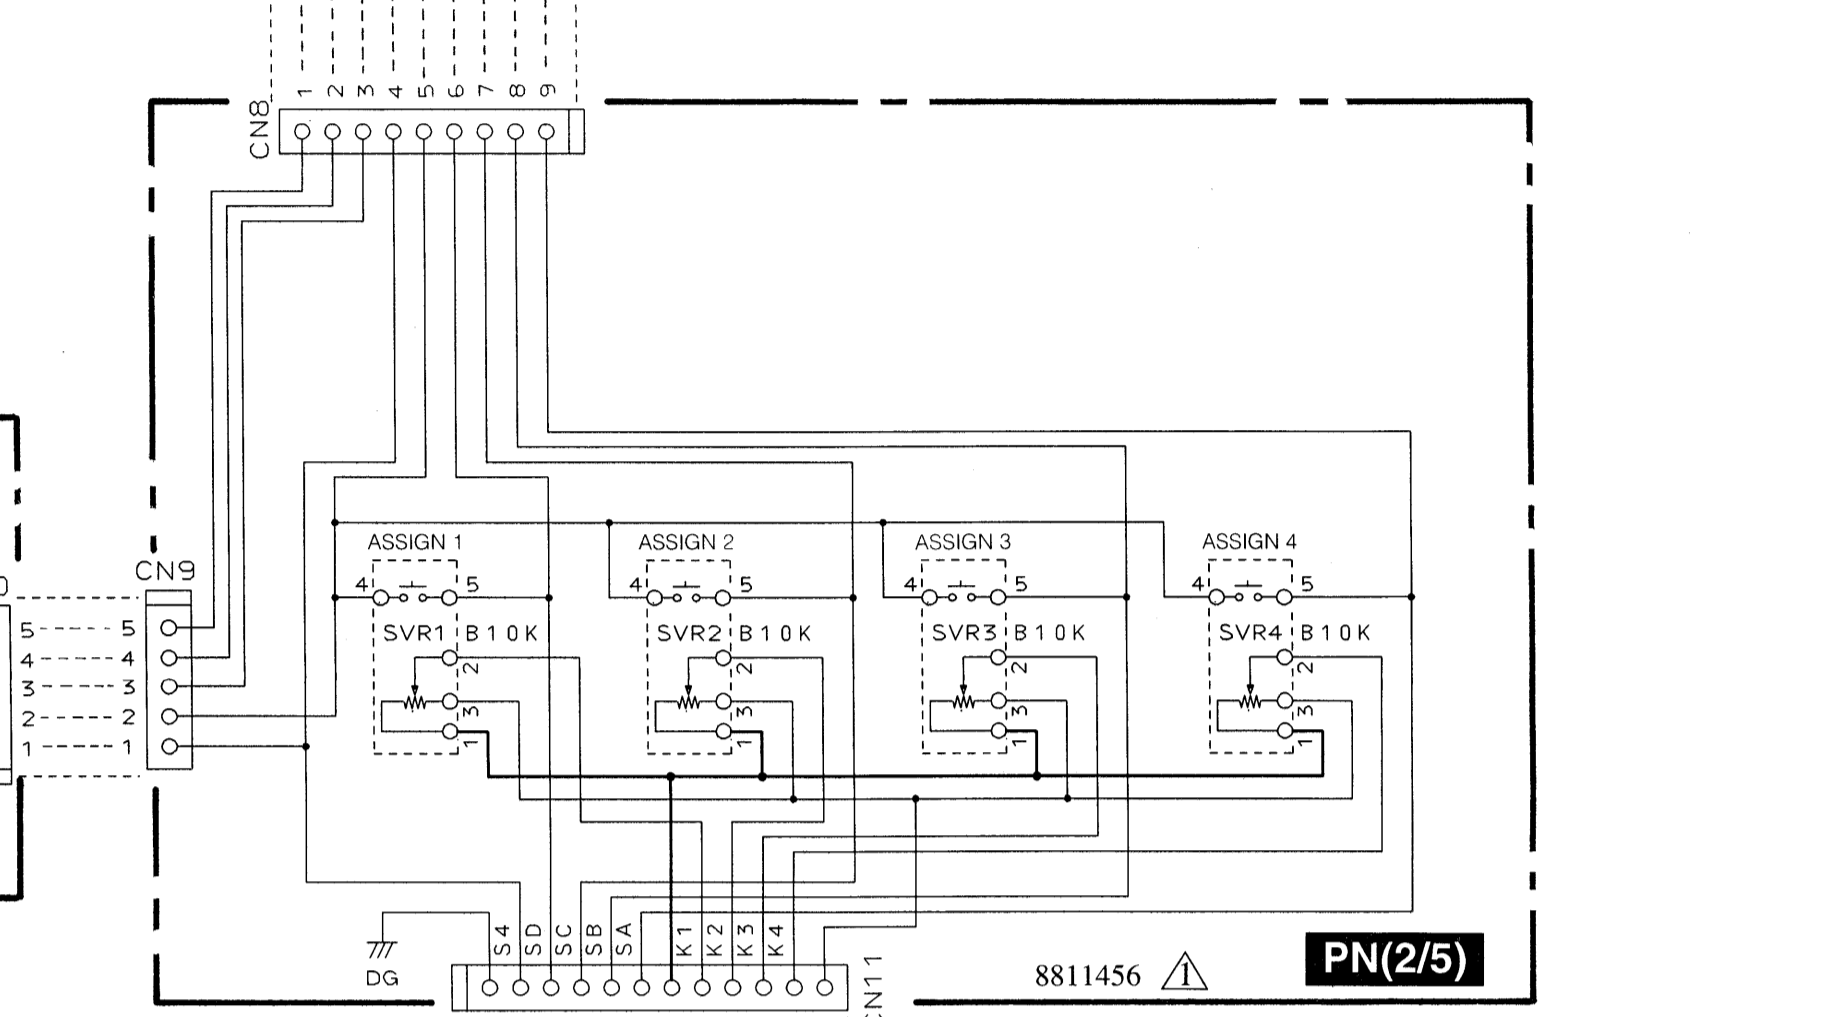 1 2 3 4 5 6 7 8 9
CN8
CN9
5 5
4 4
3 3
2 2
1 1
ASSIGN 1
4 5
SVR1 B10K
2
3
1
ASSIGN 2
4 5
SVR2 B10K
2
3
1
ASSIGN 3
4 5
SVR3 B10K
2
3
1
ASSIGN 4
4 5
SVR4 B10K
2
3
1
DG
S4 SD SC SB SA K1 K2 K3 K4
CN11
8811456 1
PN(2/5)